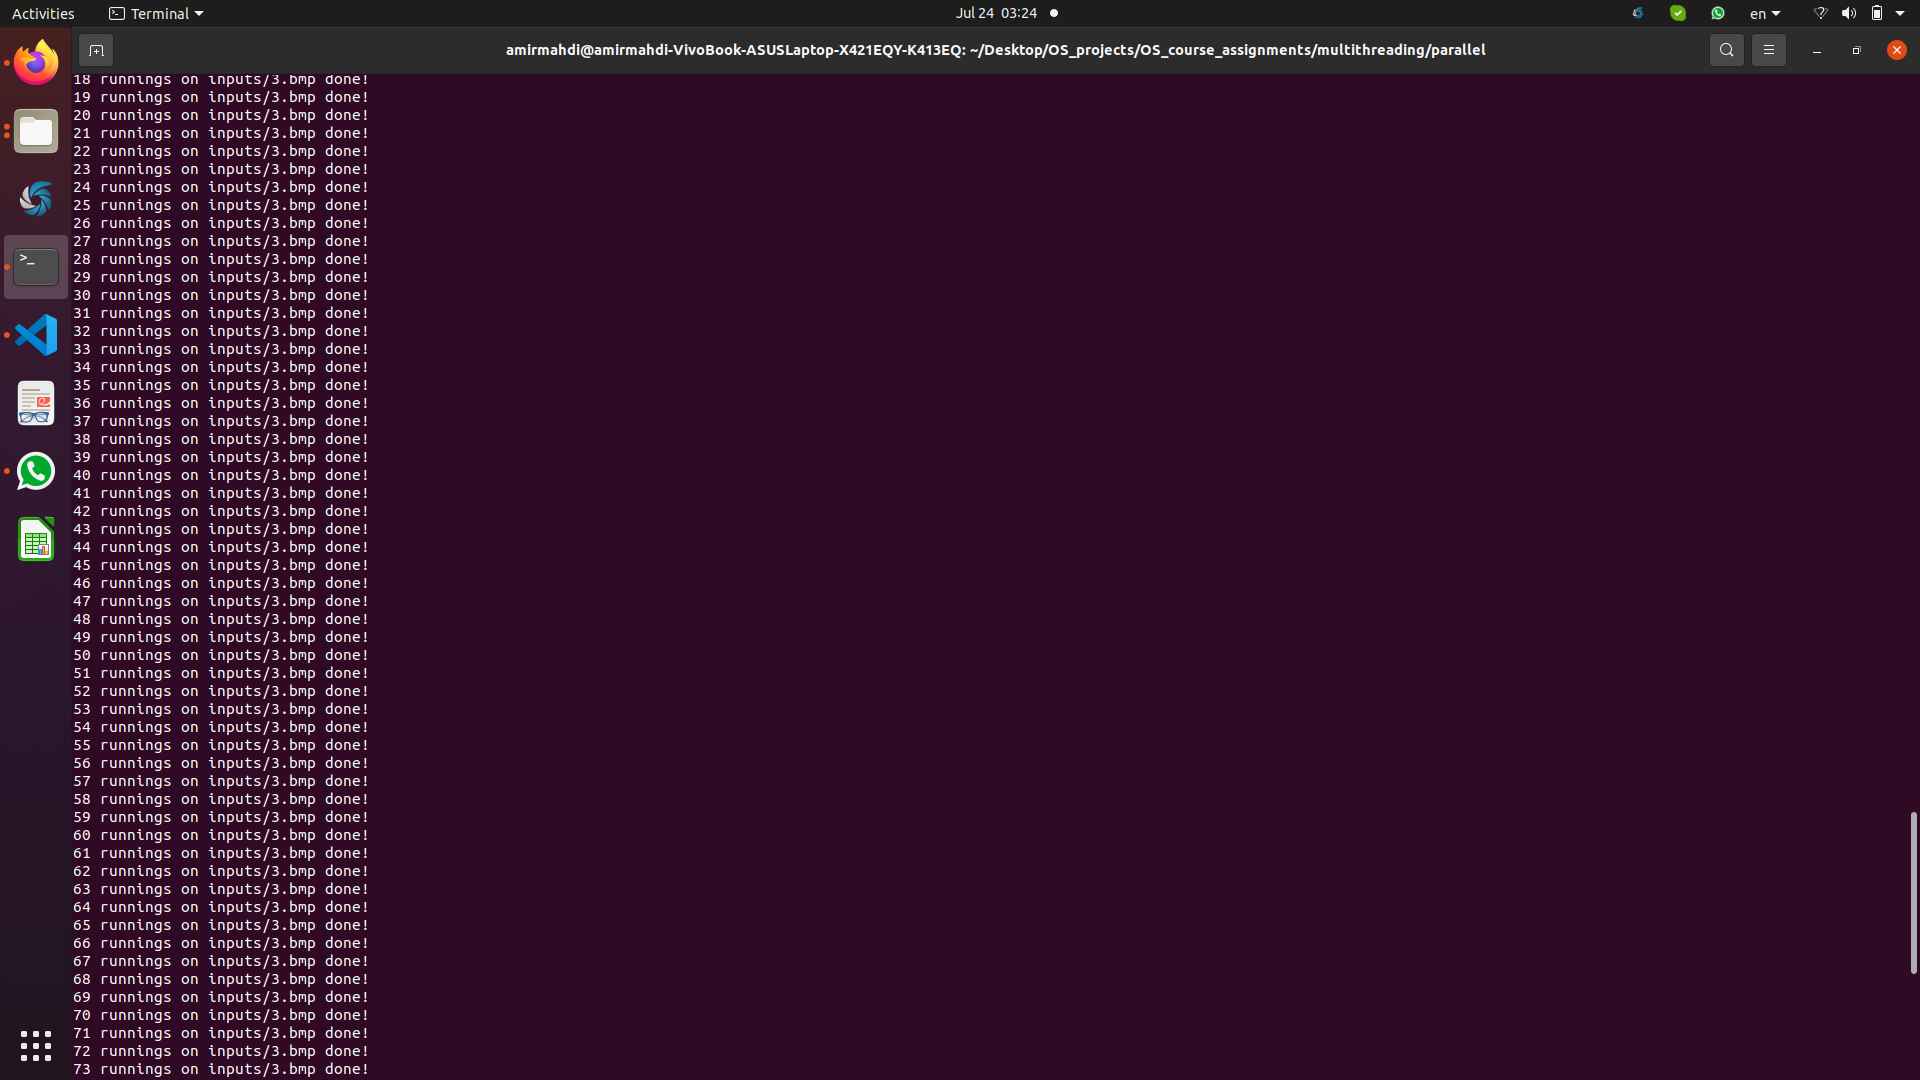 Activities
Terminal
Jul 24 03:24
en
amirmahdi@amirmahdi-VivoBook-ASUSLaptop-X421EQY-K413EQ: ~/Desktop/OS_projects/OS_course_assignments/multithreading/parallel
18 runnings on inputs/3.bmp done!
19 runnings on inputs/3.bmp done!
20 runnings on inputs/3.bmp done!
21 runnings on inputs/3.bmp done!
22 runnings on inputs/3.bmp done!
23 runnings on inputs/3.bmp done!
24 runnings on inputs/3.bmp done!
25 runnings on inputs/3.bmp done!
26 runnings on inputs/3.bmp done!
27 runnings on inputs/3.bmp done!
28 runnings on inputs/3.bmp done!
29 runnings on inputs/3.bmp done!
30 runnings on inputs/3.bmp done!
31 runnings on inputs/3.bmp done!
32 runnings on inputs/3.bmp done!
33 runnings on inputs/3.bmp done!
34 runnings on inputs/3.bmp done!
35 runnings on inputs/3.bmp done!
36 runnings on inputs/3.bmp done!
37 runnings on inputs/3.bmp done!
38 runnings on inputs/3.bmp done!
39 runnings on inputs/3.bmp done!
40 runnings on inputs/3.bmp done!
41 runnings on inputs/3.bmp done!
42 runnings on inputs/3.bmp done!
43 runnings on inputs/3.bmp done!
44 runnings on inputs/3.bmp done!
45 runnings on inputs/3.bmp done!
46 runnings on inputs/3.bmp done!
47 runnings on inputs/3.bmp done!
48 runnings on inputs/3.bmp done!
49 runnings on inputs/3.bmp done!
50 runnings on inputs/3.bmp done!
51 runnings on inputs/3.bmp done!
52 runnings on inputs/3.bmp done!
53 runnings on inputs/3.bmp done!
54 runnings on inputs/3.bmp done!
55 runnings on inputs/3.bmp done!
56 runnings on inputs/3.bmp done!
57 runnings on inputs/3.bmp done!
58 runnings on inputs/3.bmp done!
59 runnings on inputs/3.bmp done!
60 runnings on inputs/3.bmp done!
61 runnings on inputs/3.bmp done!
62 runnings on inputs/3.bmp done!
63 runnings on inputs/3.bmp done!
64 runnings on inputs/3.bmp done!
65 runnings on inputs/3.bmp done!
66 runnings on inputs/3.bmp done!
67 runnings on inputs/3.bmp done!
68 runnings on inputs/3.bmp done!
69 runnings on inputs/3.bmp done!
70 runnings on inputs/3.bmp done!
71 runnings on inputs/3.bmp done!
72 runnings on inputs/3.bmp done!
73 runnings on inputs/3.bmp done!